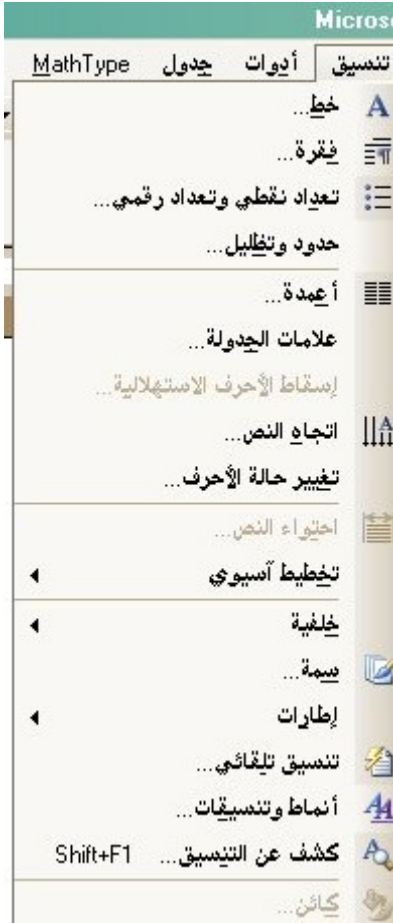 Microso
تنسيق أدوات جدول MathType
خط...
فقرة...
تعداد نقطي وتعداد رقمي...
حدود وتظليل...
أعمدة...
علامات الجدولة...
إسقاط الأحرف الاستهلالية...
اتجاه النص...
تغيير حالة الأحرف...
احتواء النص...
تخطيط آسيوي
خلفية
سمة...
إطارات
تنسيق تلقائي...
أنماط وتنسيقات...
كشف عن التنسيق... Shift+F1
كائن...